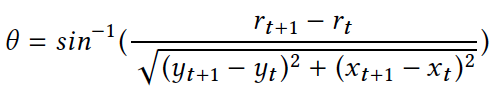 θ = sin⁻¹( (r_{t+1} − r_t) / √((y_{t+1} − y_t)² + (x_{t+1} − x_t)²) )